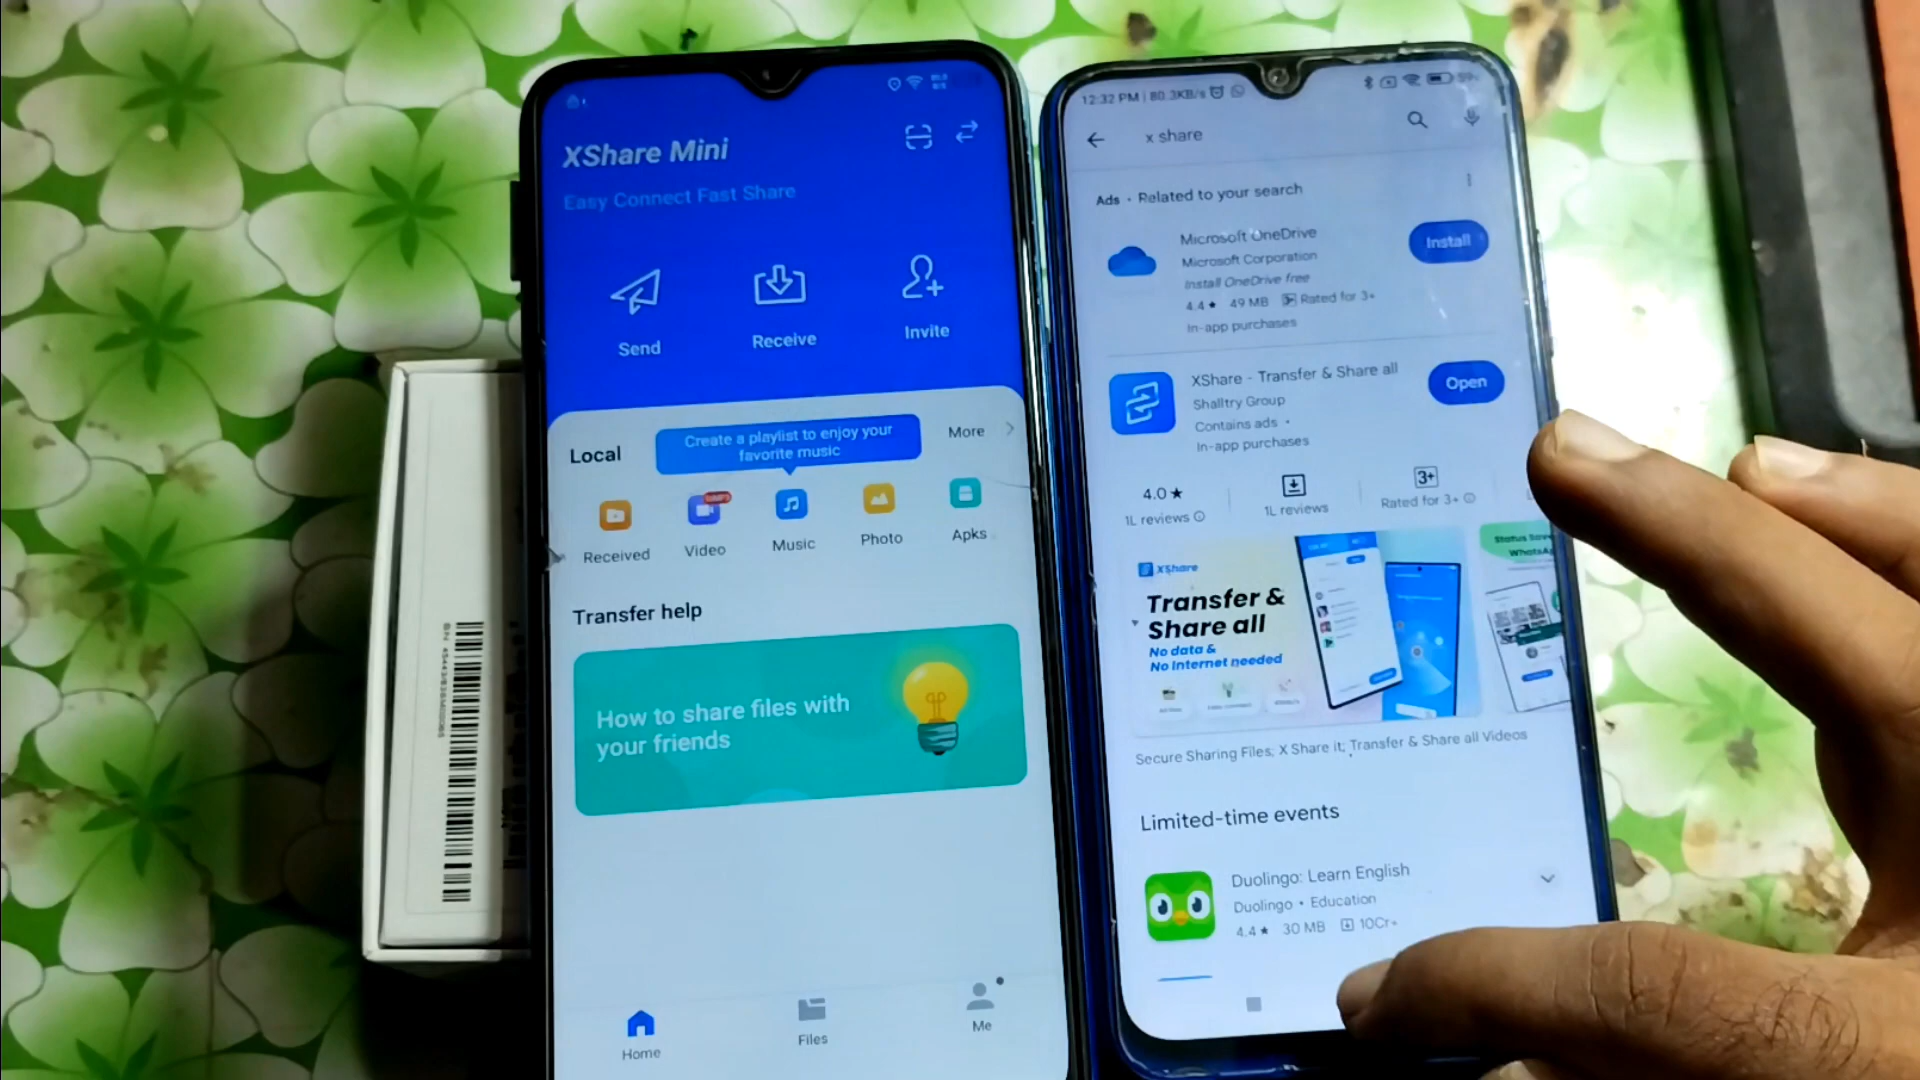 XShare Mini
Easy Connect Fast Share
Send
Receive
Invite
Local
Create a playlist to enjoy your
favorite music
More
Received
Video
Music
Photo
Apks
Transfer help
How to share files with
your friends
Home
Files
Me
12:32 PM | 80.3KB/s
x share
Ads · Related to your search
Microsoft OneDrive
Microsoft Corporation
Install OneDrive free
4.4 ★ 49 MB Rated for 3+
In-app purchases
Install
XShare - Transfer & Share all
Shalltry Group
Contains ads •
In-app purchases
Open
4.0 ★
1L reviews
1L reviews
3+
Rated for 3+
XShare
Transfer &
Share all
No data &
No Internet needed
Status Save
WhatsA
Secure Sharing Files; X Share it; Transfer & Share all Videos
Limited-time events
Duolingo: Learn English
Duolingo • Education
4.4 ★ 30 MB 10Cr+